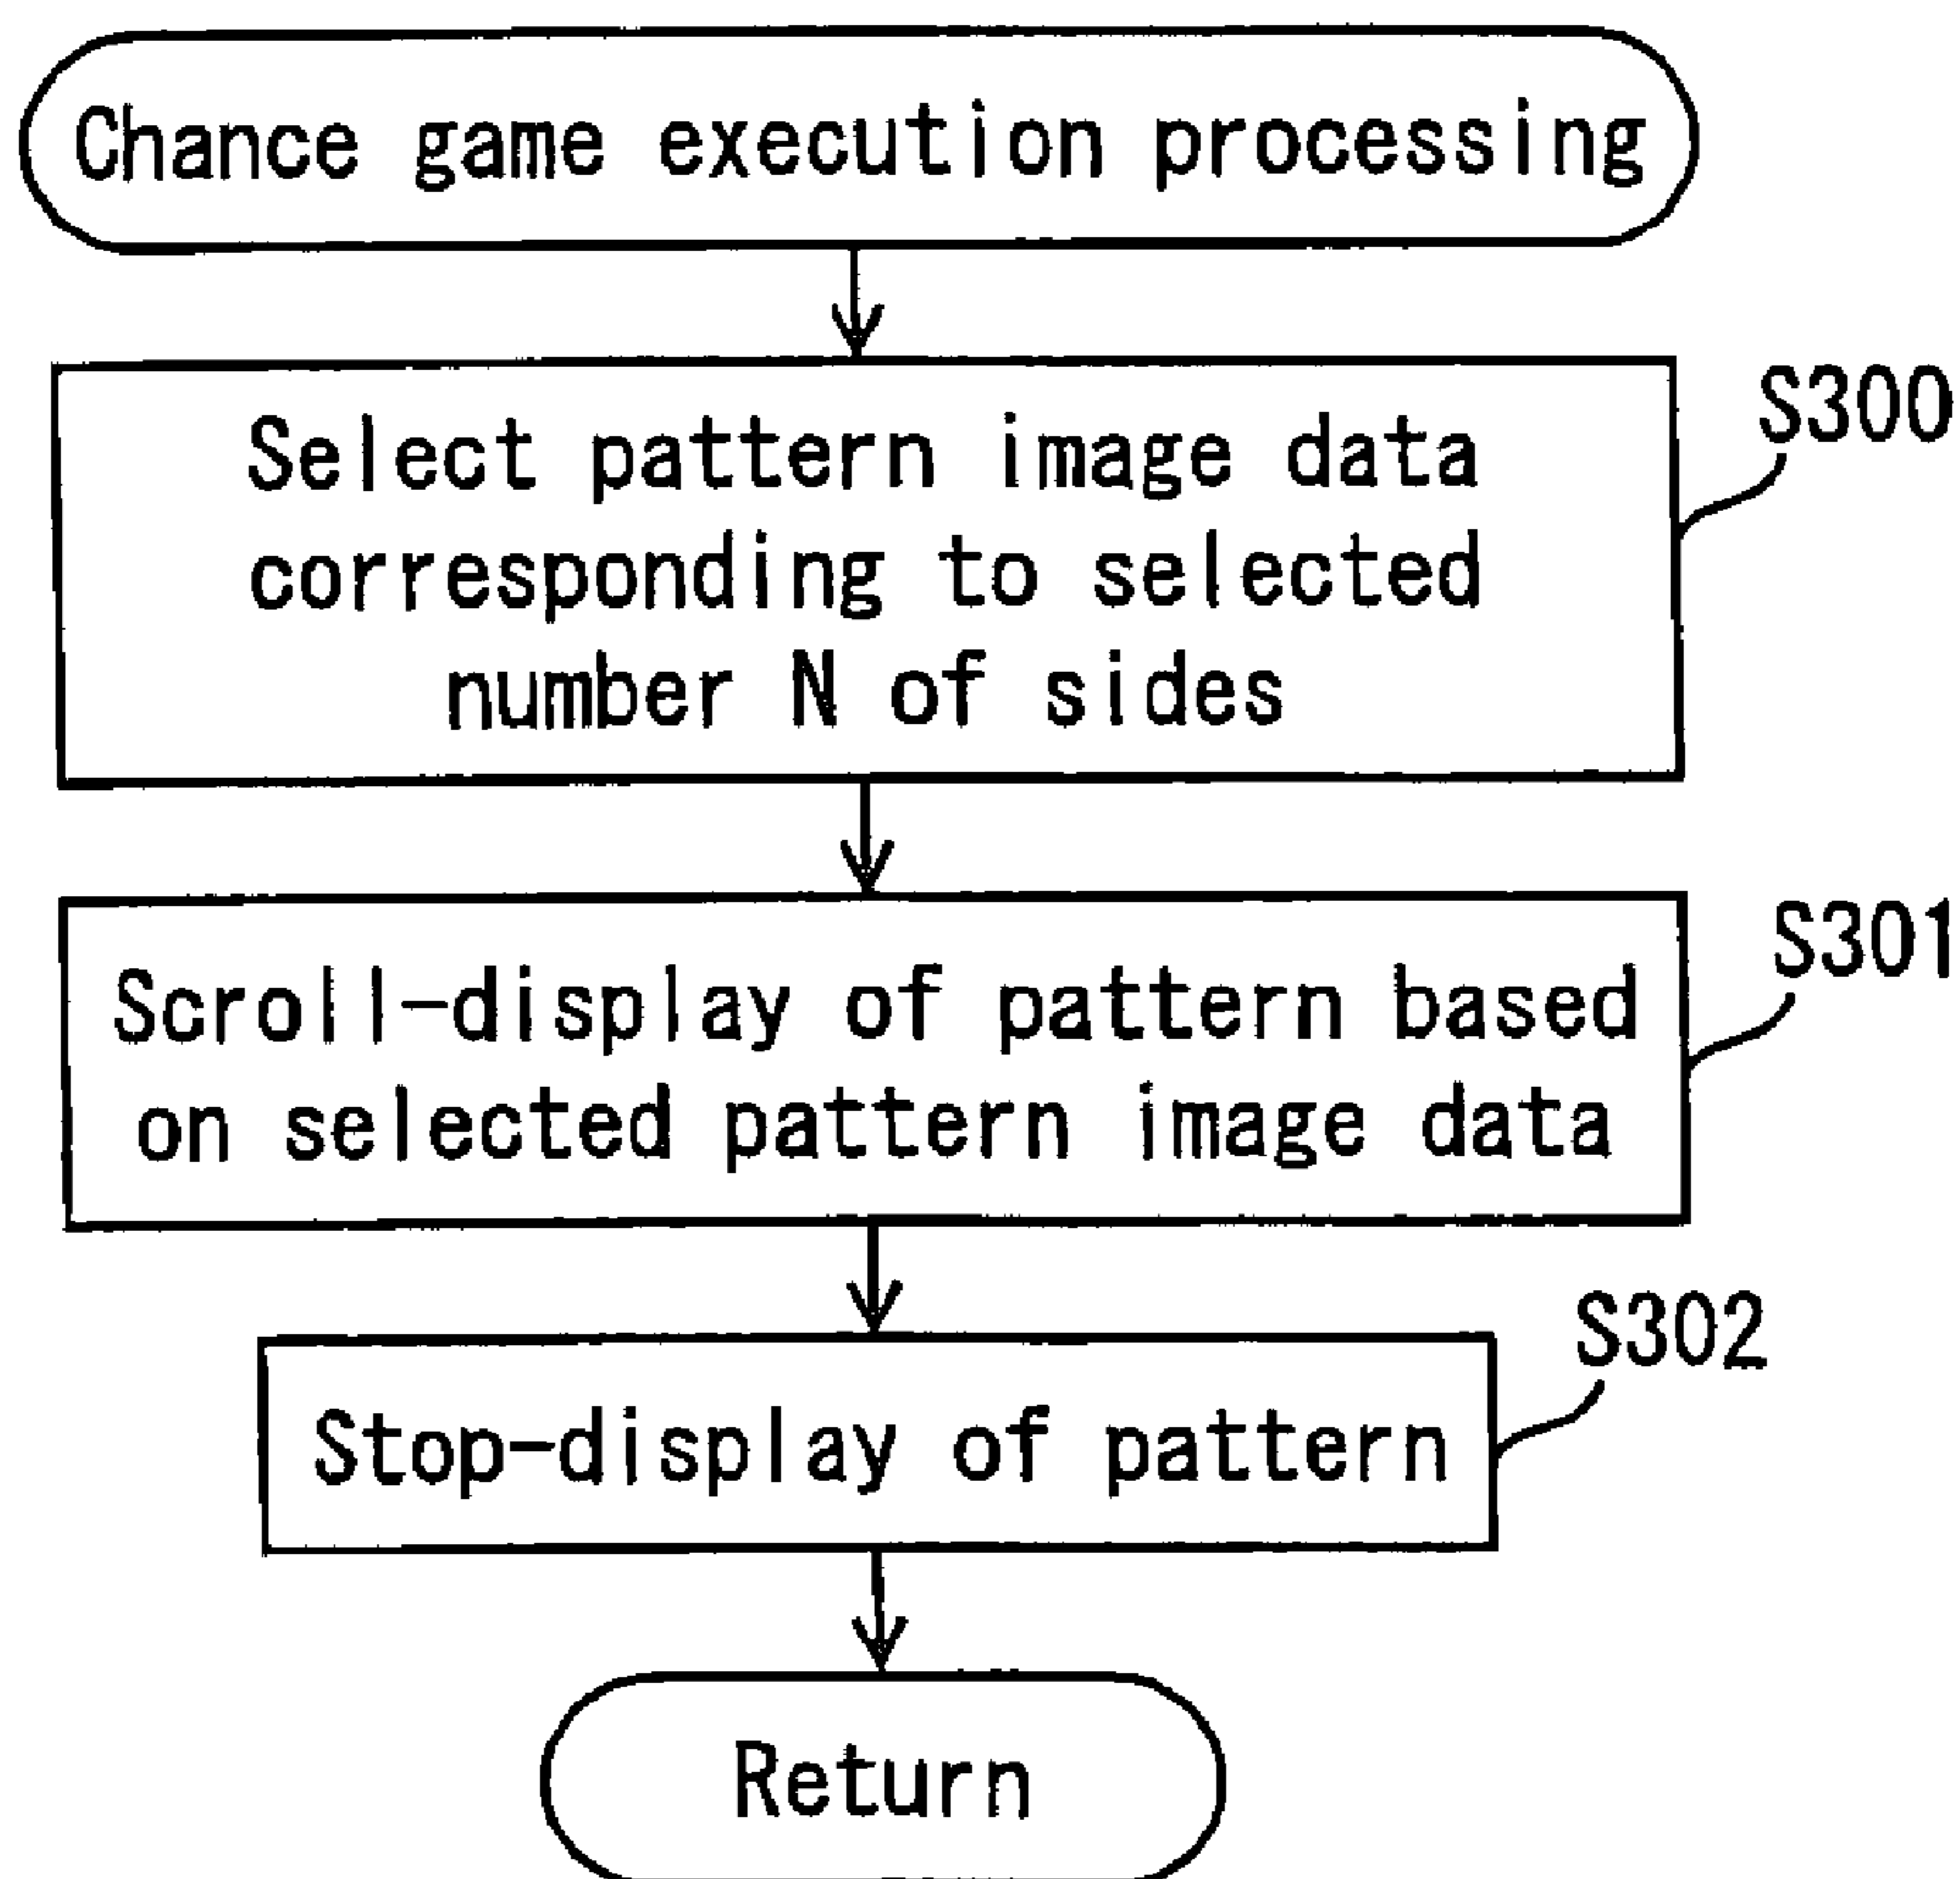 Chance game execution processing
S300
Select pattern image data
corresponding to selected
number N of sides
S301
Scroll-display of pattern based
on selected pattern image data
S302
Stop-display of pattern
Return